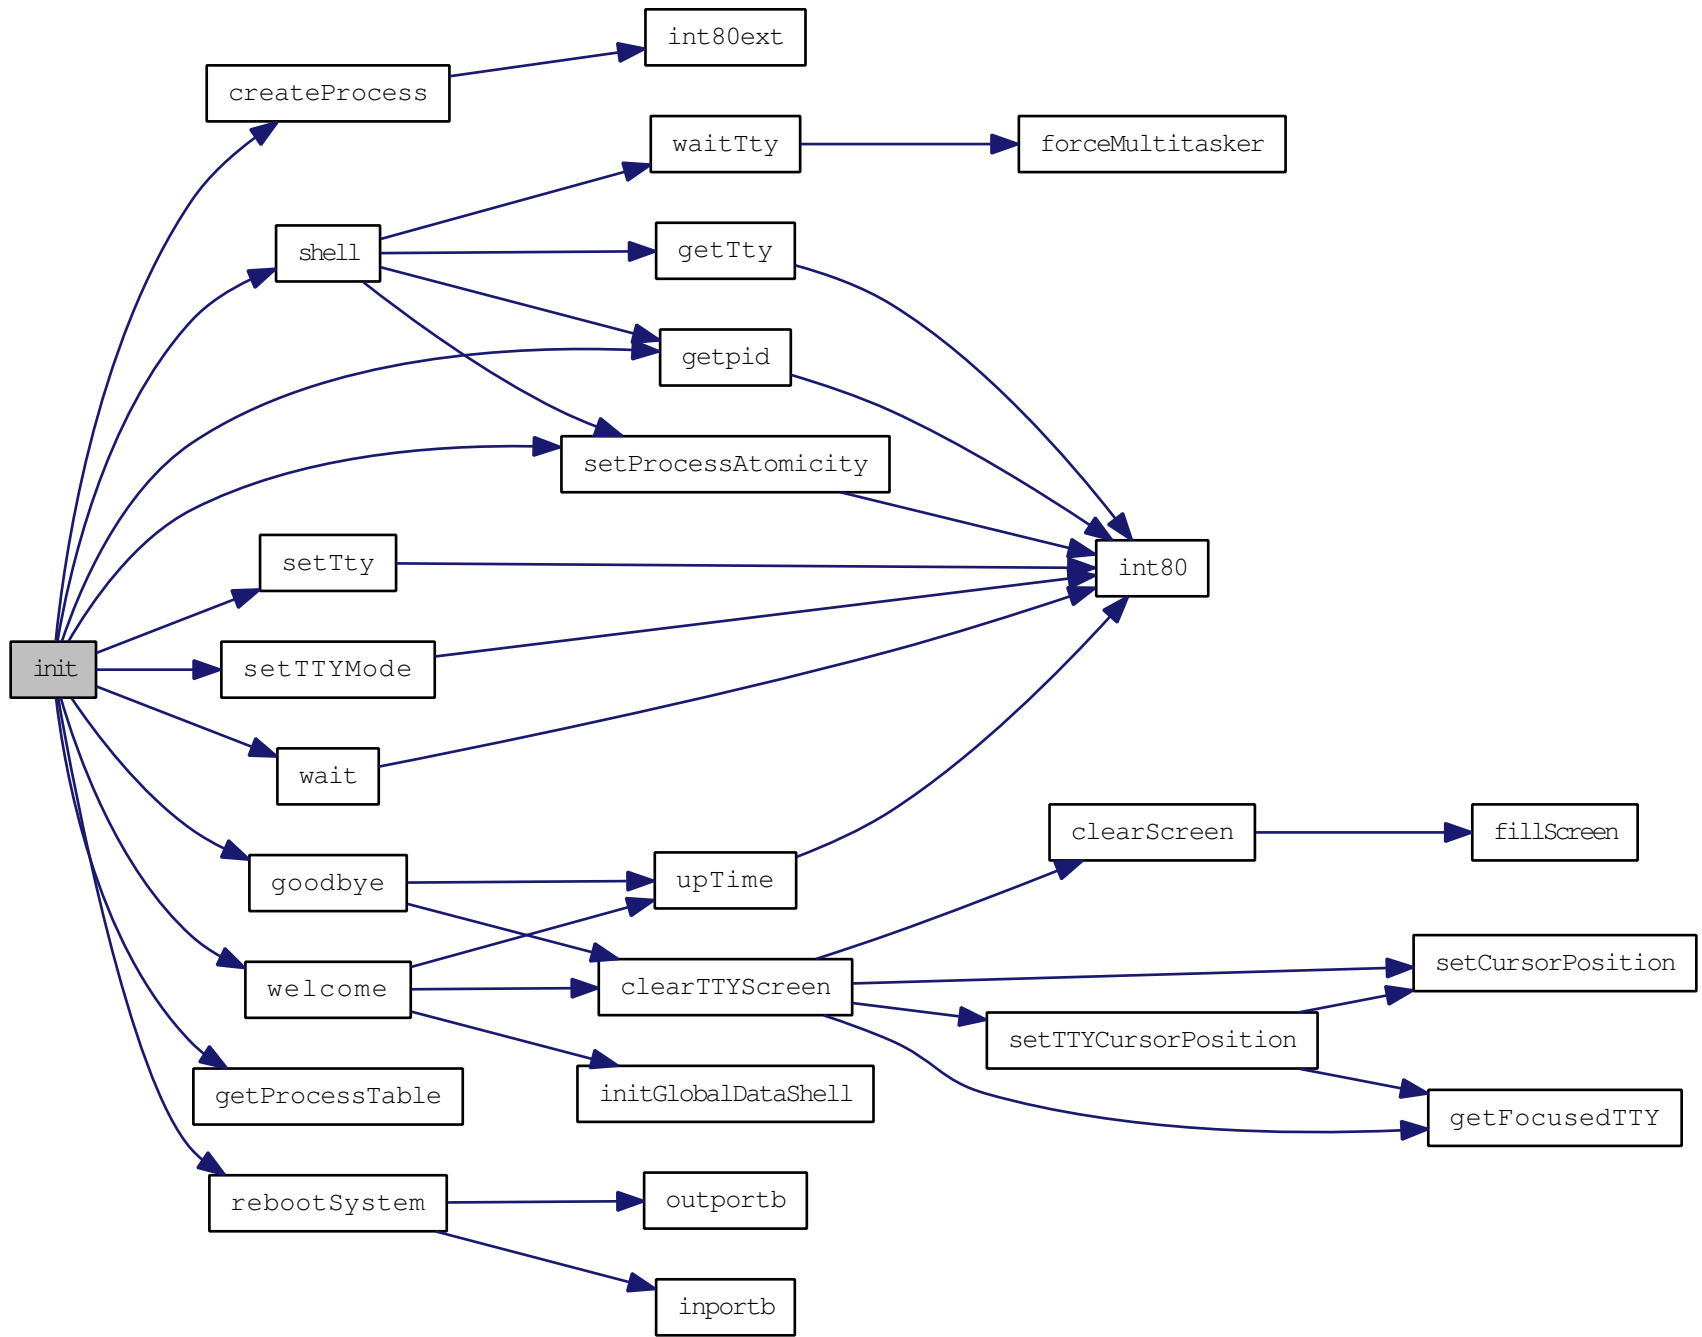 int80ext
createProcess
waitTty
forceMultitasker
shell
getTty
getpid
setProcessAtomicity
setTty
int80
init
setTTYMode
wait
clearScreen
fillScreen
goodbye
upTime
setCursorPosition
welcome
clearTTYScreen
setTTYCursorPosition
initGlobalDataShell
getProcessTable
getFocusedTTY
rebootSystem
outportb
inportb